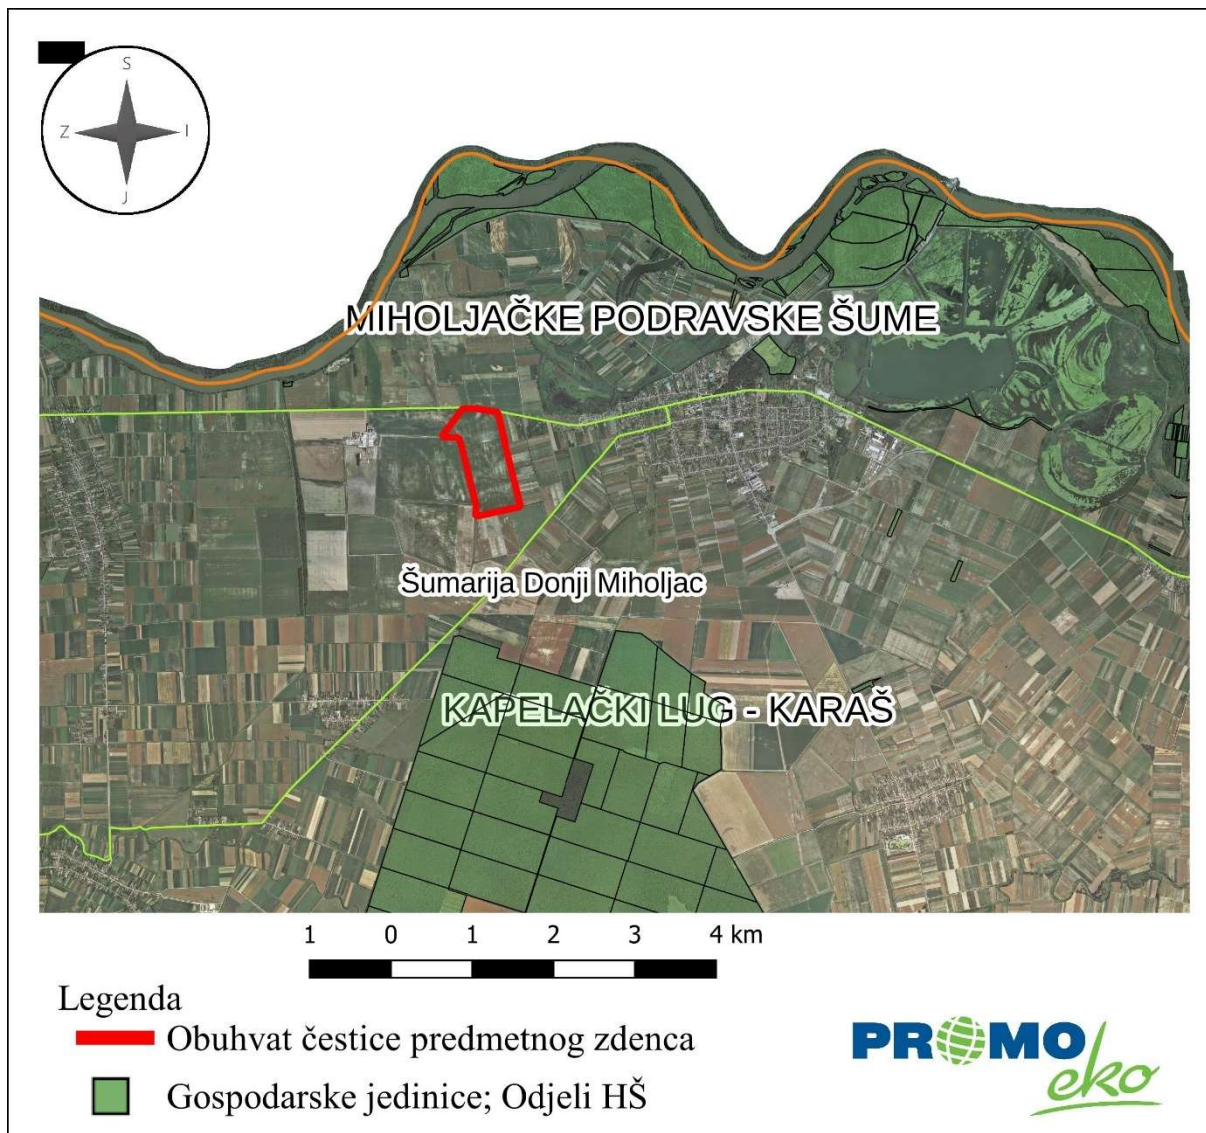 S
Z I
J
MIHOLJAČKE PODRAVSKE ŠUME
Šumarija Donji Miholjac
KAPELAČKI LUG - KARAŠ
1 0 1 2 3 4 km
Legenda
Obuhvat čestice predmetnog zdenca
Gospodarske jedinice; Odjeli HŠ
PROMO
eko